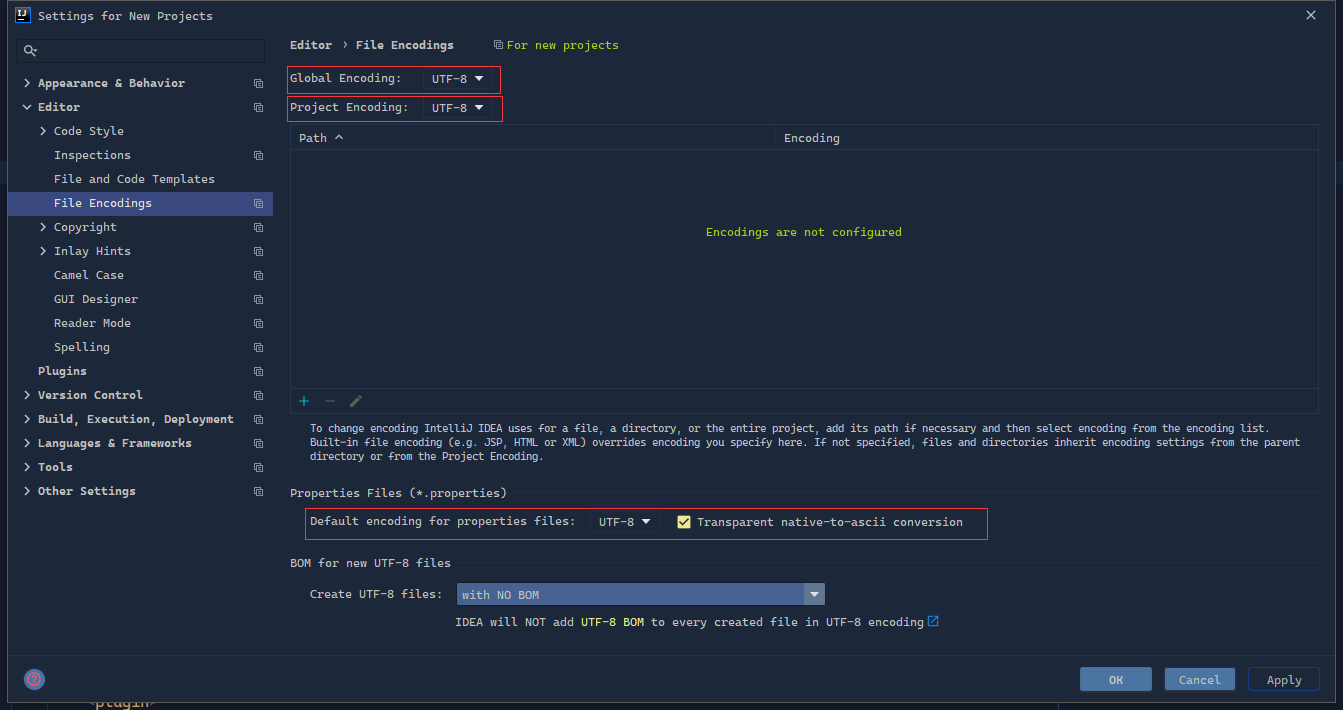 Settings for New Projects
Editor › File Encodings
For new projects
Appearance & Behavior
Editor
Code Style
Inspections
File and Code Templates
File Encodings
Copyright
Inlay Hints
Camel Case
GUI Designer
Reader Mode
Spelling
Plugins
Version Control
Build, Execution, Deployment
Languages & Frameworks
Tools
Other Settings
Global Encoding: UTF-8
Project Encoding: UTF-8
Path Encoding
Encodings are not configured
To change encoding IntelliJ IDEA uses for a file, a directory, or the entire project, add its path if necessary and then select encoding from the encoding list.
Built-in file encoding (e.g. JSP, HTML or XML) overrides encoding you specify here. If not specified, files and directories inherit encoding settings from the parent
directory or from the Project Encoding.
Properties Files (*.properties)
Default encoding for properties files: UTF-8 Transparent native-to-ascii conversion
BOM for new UTF-8 files
Create UTF-8 files: with NO BOM
IDEA will NOT add UTF-8 BOM to every created file in UTF-8 encoding
OK Cancel Apply
<plugin>